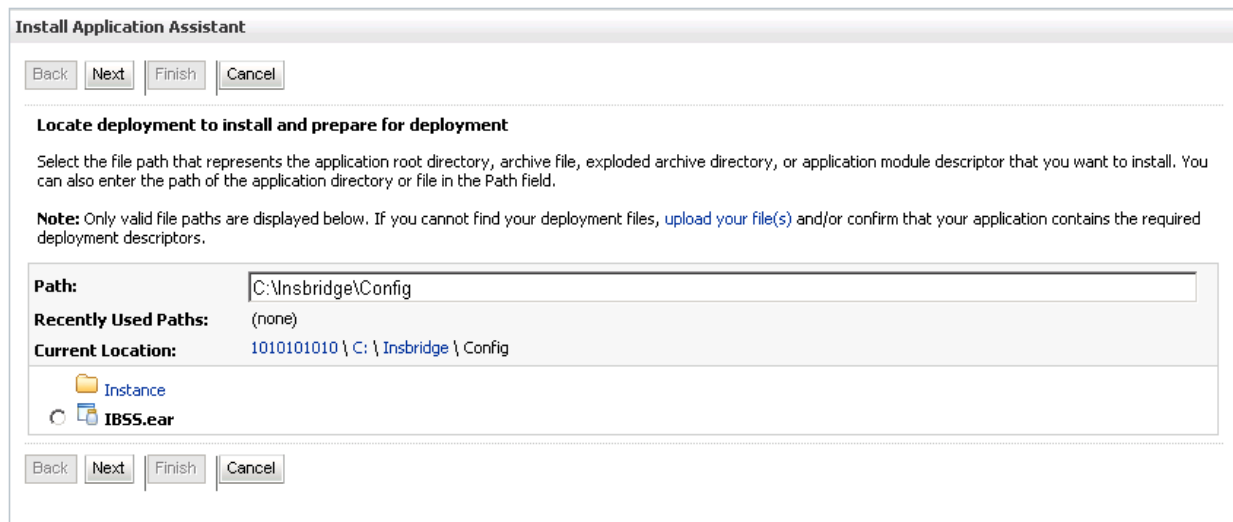 Install Application Assistant
Back Next Finish Cancel
Locate deployment to install and prepare for deployment
Select the file path that represents the application root directory, archive file, exploded archive directory, or application module descriptor that you want to install. You
can also enter the path of the application directory or file in the Path field.
Note: Only valid file paths are displayed below. If you cannot find your deployment files, upload your file(s) and/or confirm that your application contains the required
deployment descriptors.
Path: C:\Insbridge\Config
Recently Used Paths: (none)
Current Location: 1010101010 \ C: \ Insbridge \ Config
Instance
IBSS.ear
Back Next Finish Cancel